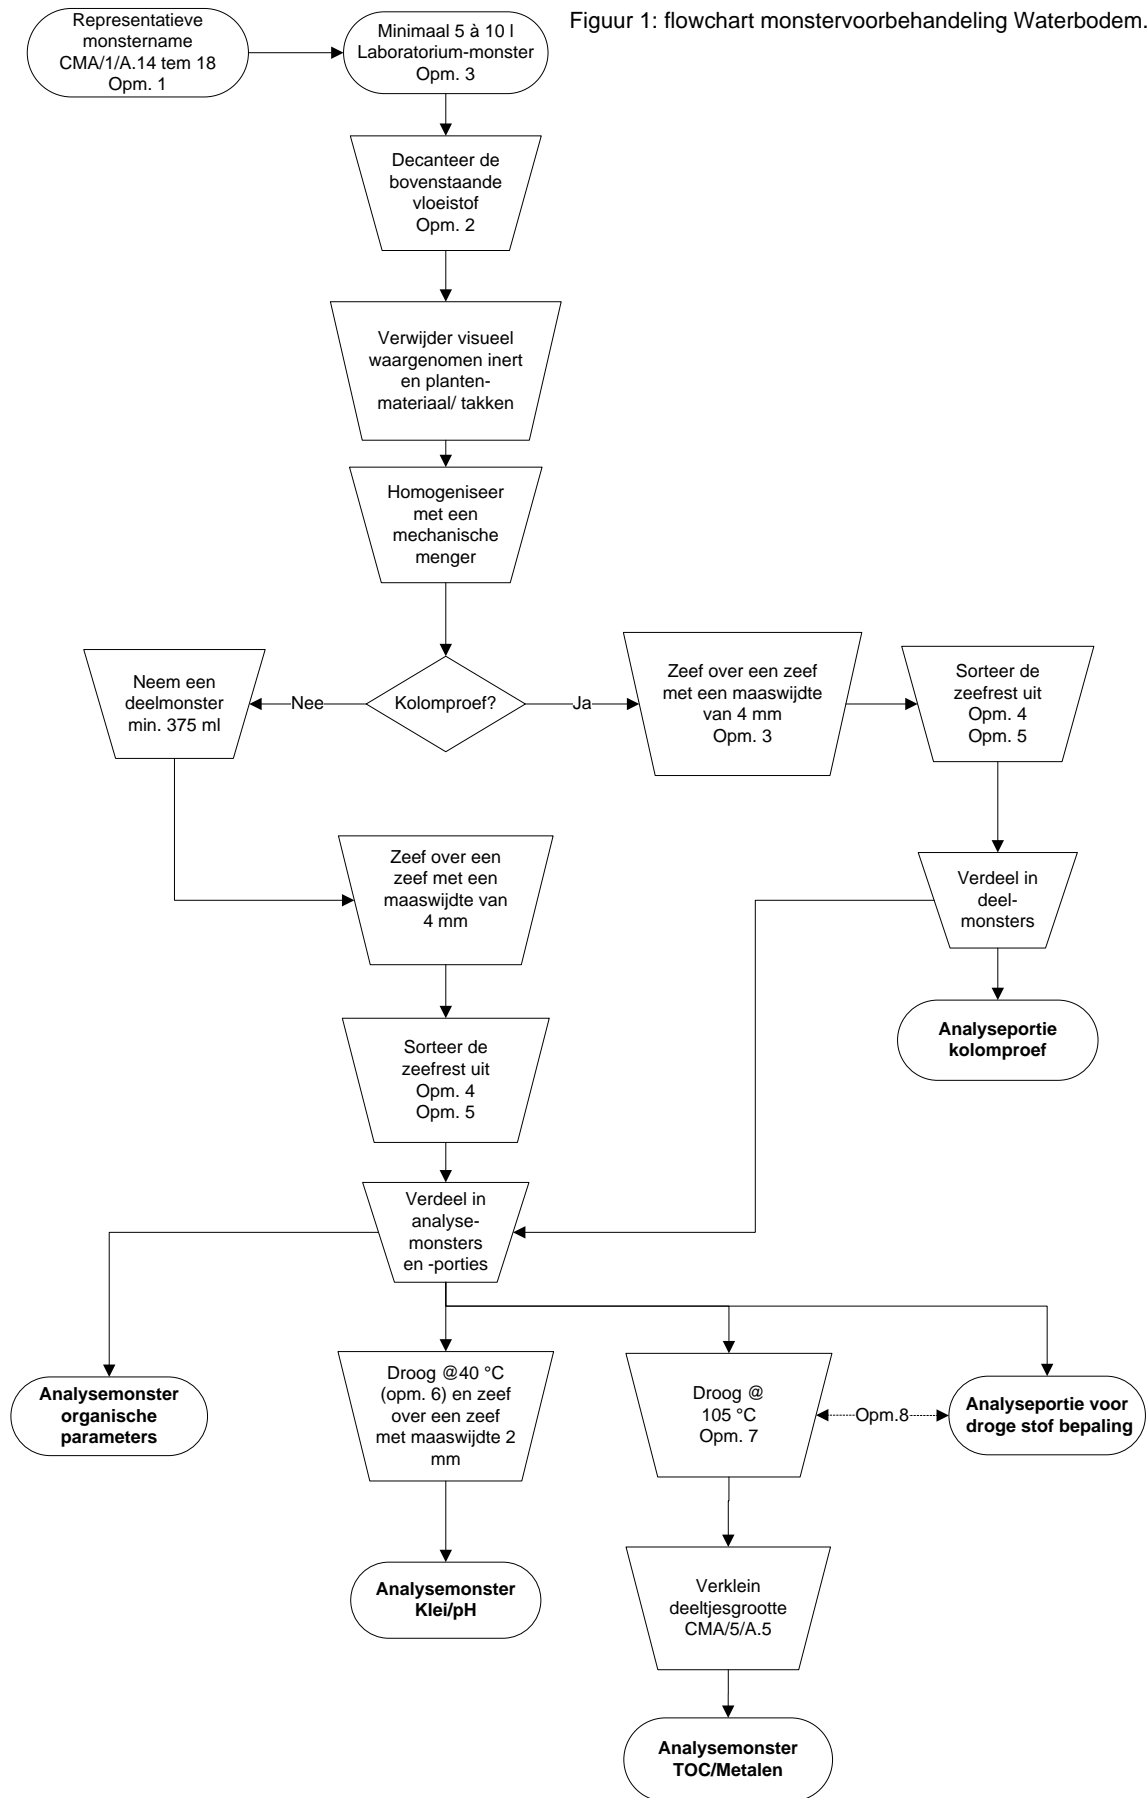 Figuur 1: flowchart monstervoorbehandeling Waterbodem.
Representatieve
monstername
CMA/1/A.14 tem 18
Opm. 1
Minimaal 5 à 10 l
Laboratorium-monster
Opm. 3
Decanteer de
bovenstaande
vloeistof
Opm. 2
Verwijder visueel
waargenomen inert
en planten-
materiaal/ takken
Homogeniseer
met een
mechanische
menger
Kolomproef?
Nee
Ja
Neem een
deelmonster
min. 375 ml
Zeef over een zeef
met een maaswijdte
van 4 mm
Opm. 3
Sorteer de
zeefrest uit
Opm. 4
Opm. 5
Zeef over een
zeef met een
maaswijdte van
4 mm
Verdeel in
deel-
monsters
Analyseportie
kolomproef
Sorteer de
zeefrest uit
Opm. 4
Opm. 5
Verdeel in
analyse-
monsters
en -porties
Analysemonster
organische
parameters
Droog @40 °C
(opm. 6) en zeef
over een zeef
met maaswijdte 2
mm
Droog @
105 °C
Opm. 7
Opm.8
Analyseportie voor
droge stof bepaling
Analysemonster
Klei/pH
Verklein
deeltjesgrootte
CMA/5/A.5
Analysemonster
TOC/Metalen